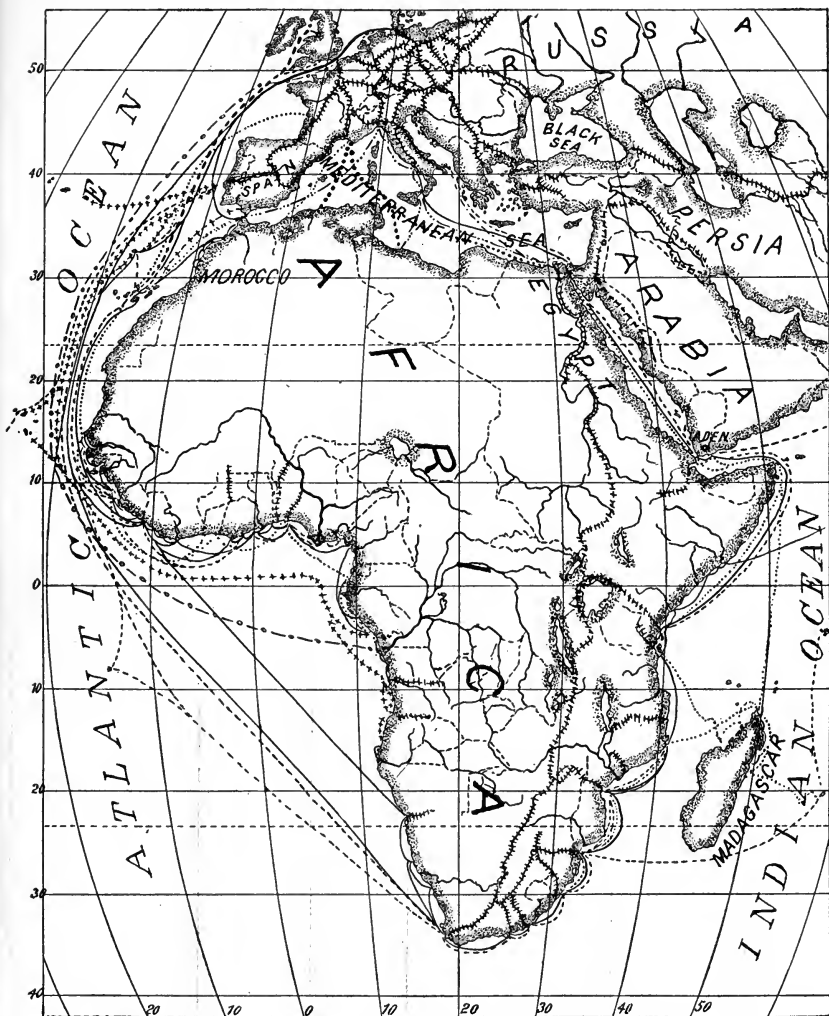 RUSSIA
50
BLACK SEA
40
SPAIN
MEDITERRANEAN SEA
PERSIA
OCEAN
30
MOROCCO
EGYPT
ARABIA
20
AFRICA
ADEN
10
ATLANTIC
0
OCEAN
10
20
MADAGASCAR
INDIAN
30
40
20
10
0
10
20
30
40
50